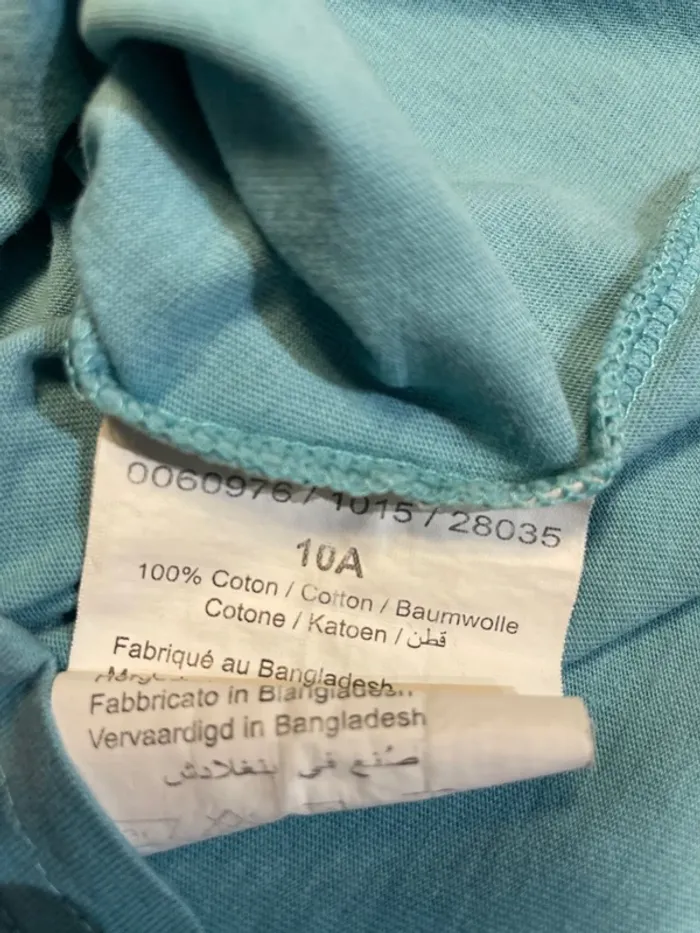 0060976 / 1015 / 28035
10A
100% Coton / Cotton / Baumwolle
Cotone / Katoen / قطن
Fabriqué au Bangladesh
Fabbricato in Bangladesh
Vervaardigd in Bangladesh
صنع في بنغلادش